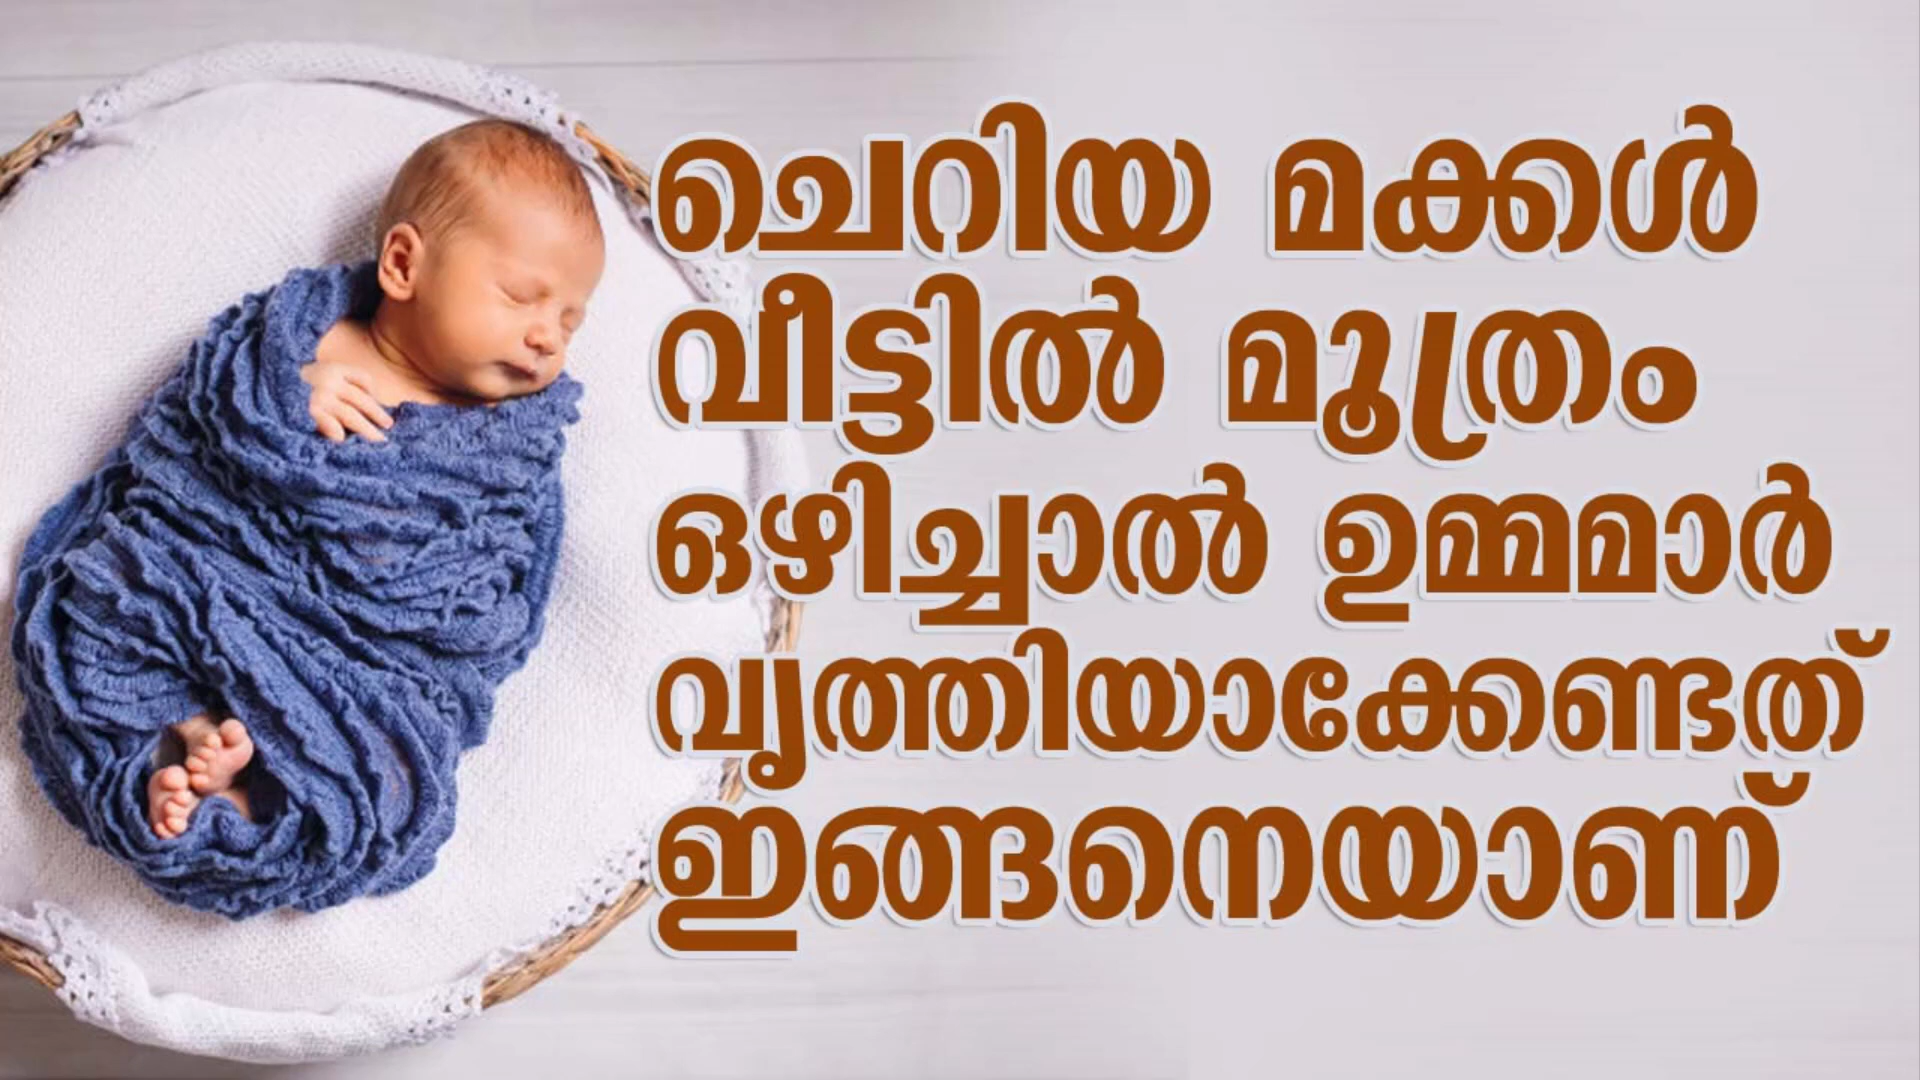 ചെറിയ മക്കൾ
വീട്ടിൽ മൂത്രം
ഒഴിച്ചാൽ ഉമ്മമാർ
വൃത്തിയാക്കേണ്ടത്
ഇങ്ങനെയാണ്